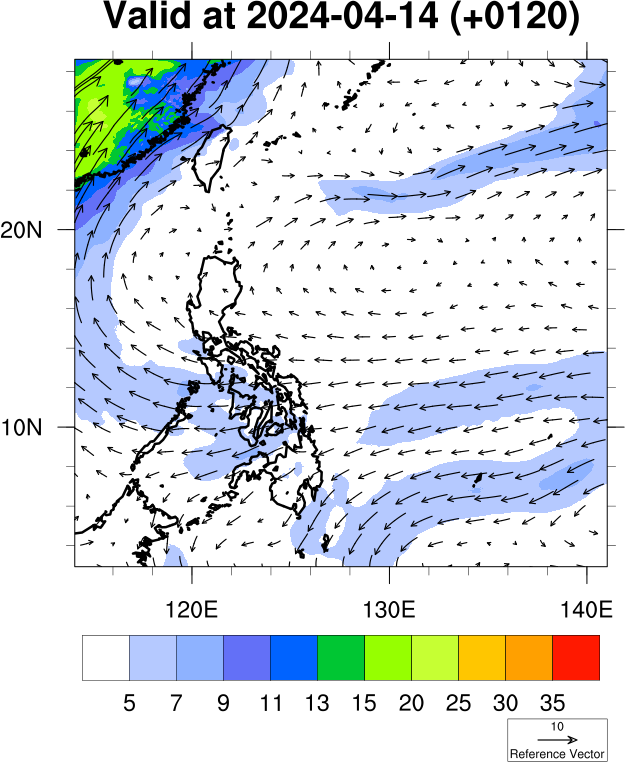 Valid at 2024-04-14 (+0120)
20N
10N
120E 130E 140E
5 7 9 11 13 15 20 25 30 35
10
Reference Vector